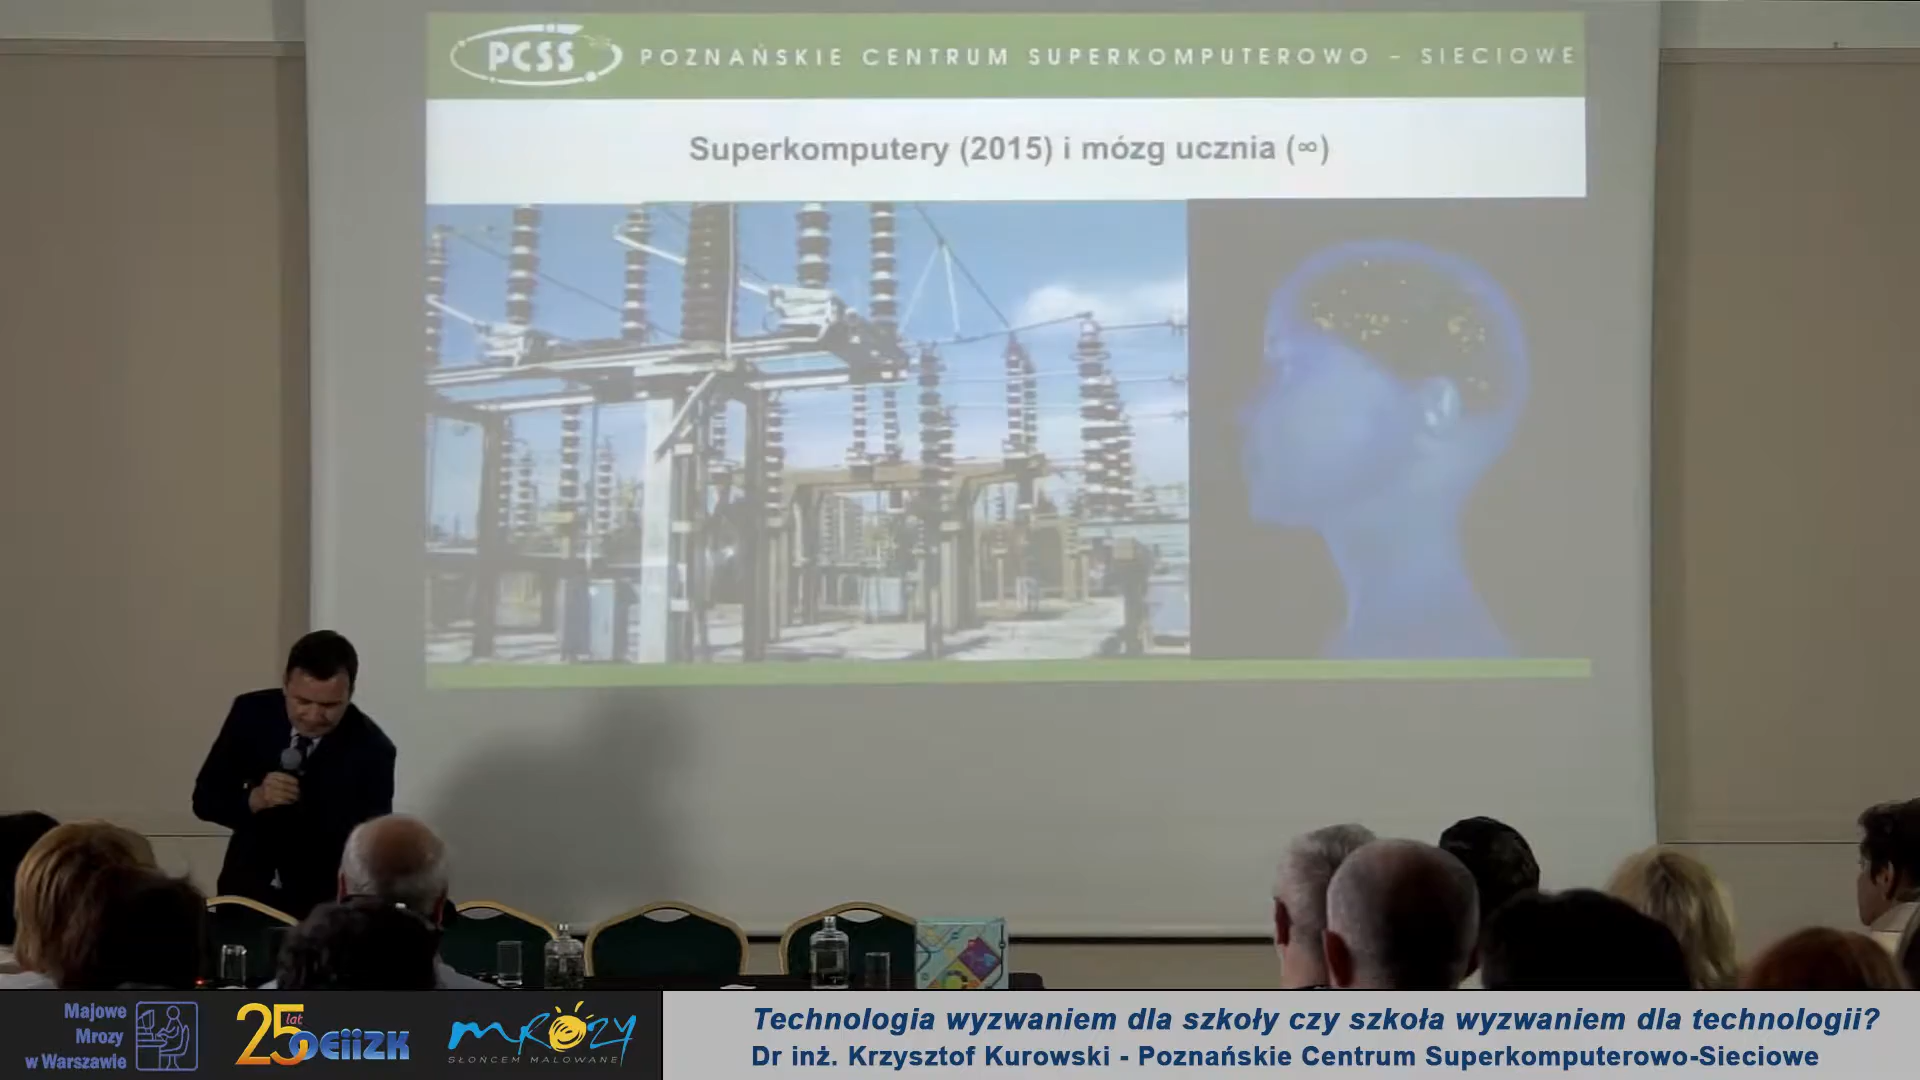 PCSS POZNAŃSKIE CENTRUM SUPERKOMPUTEROWO – SIECIOWE
Superkomputery (2015) i mózg ucznia (∞)
Majowe
Mrozy
w Warszawie
25 lat OEIIZK
MROZY
SŁOŃCEM MALOWANE
Technologia wyzwaniem dla szkoły czy szkoła wyzwaniem dla technologii?
Dr inż. Krzysztof Kurowski - Poznańskie Centrum Superkomputerowo-Sieciowe